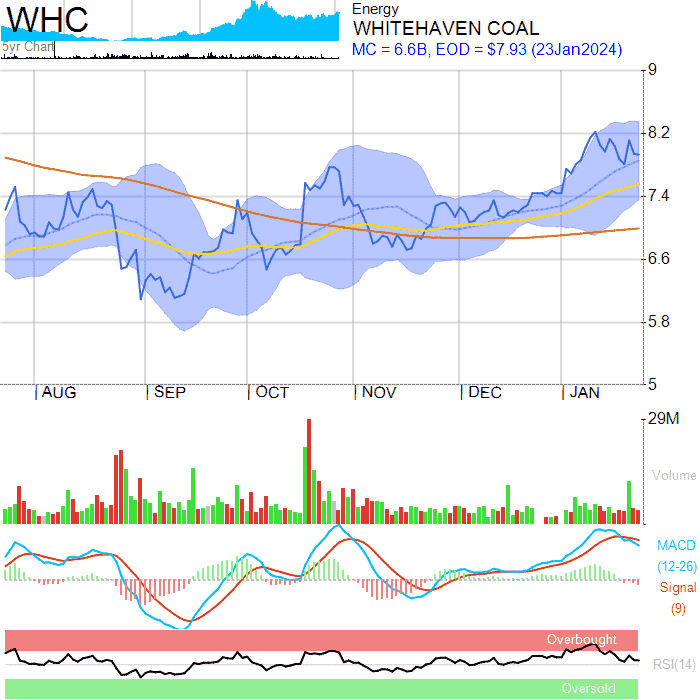 WHC
5yr Chart
Energy
WHITEHAVEN COAL
MC = 6.6B, EOD = $7.93 (23Jan2024)
9
8.2
7.4
6.6
5.8
5
AUG SEP OCT NOV DEC JAN
29M
Volume
MACD
(12-26)
Signal
(9)
Overbought
RSI(14)
Oversold